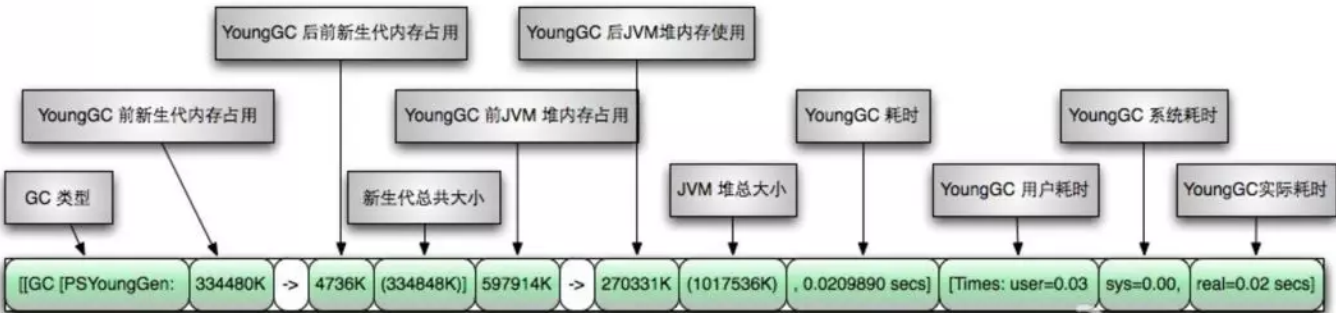 YoungGC 后前新生代内存占用
YoungGC 后JVM堆内存使用
YoungGC 前新生代内存占用
YoungGC 前JVM 堆内存占用
YoungGC 耗时
YoungGC 系统耗时
GC 类型
新生代总共大小
JVM 堆总大小
YoungGC 用户耗时
YoungGC实际耗时
[[GC [PSYoungGen: 334480K -> 4736K (334848K)] 597914K -> 270331K (1017536K) , 0.0209890 secs] [Times: user=0.03 sys=0.00, real=0.02 secs]